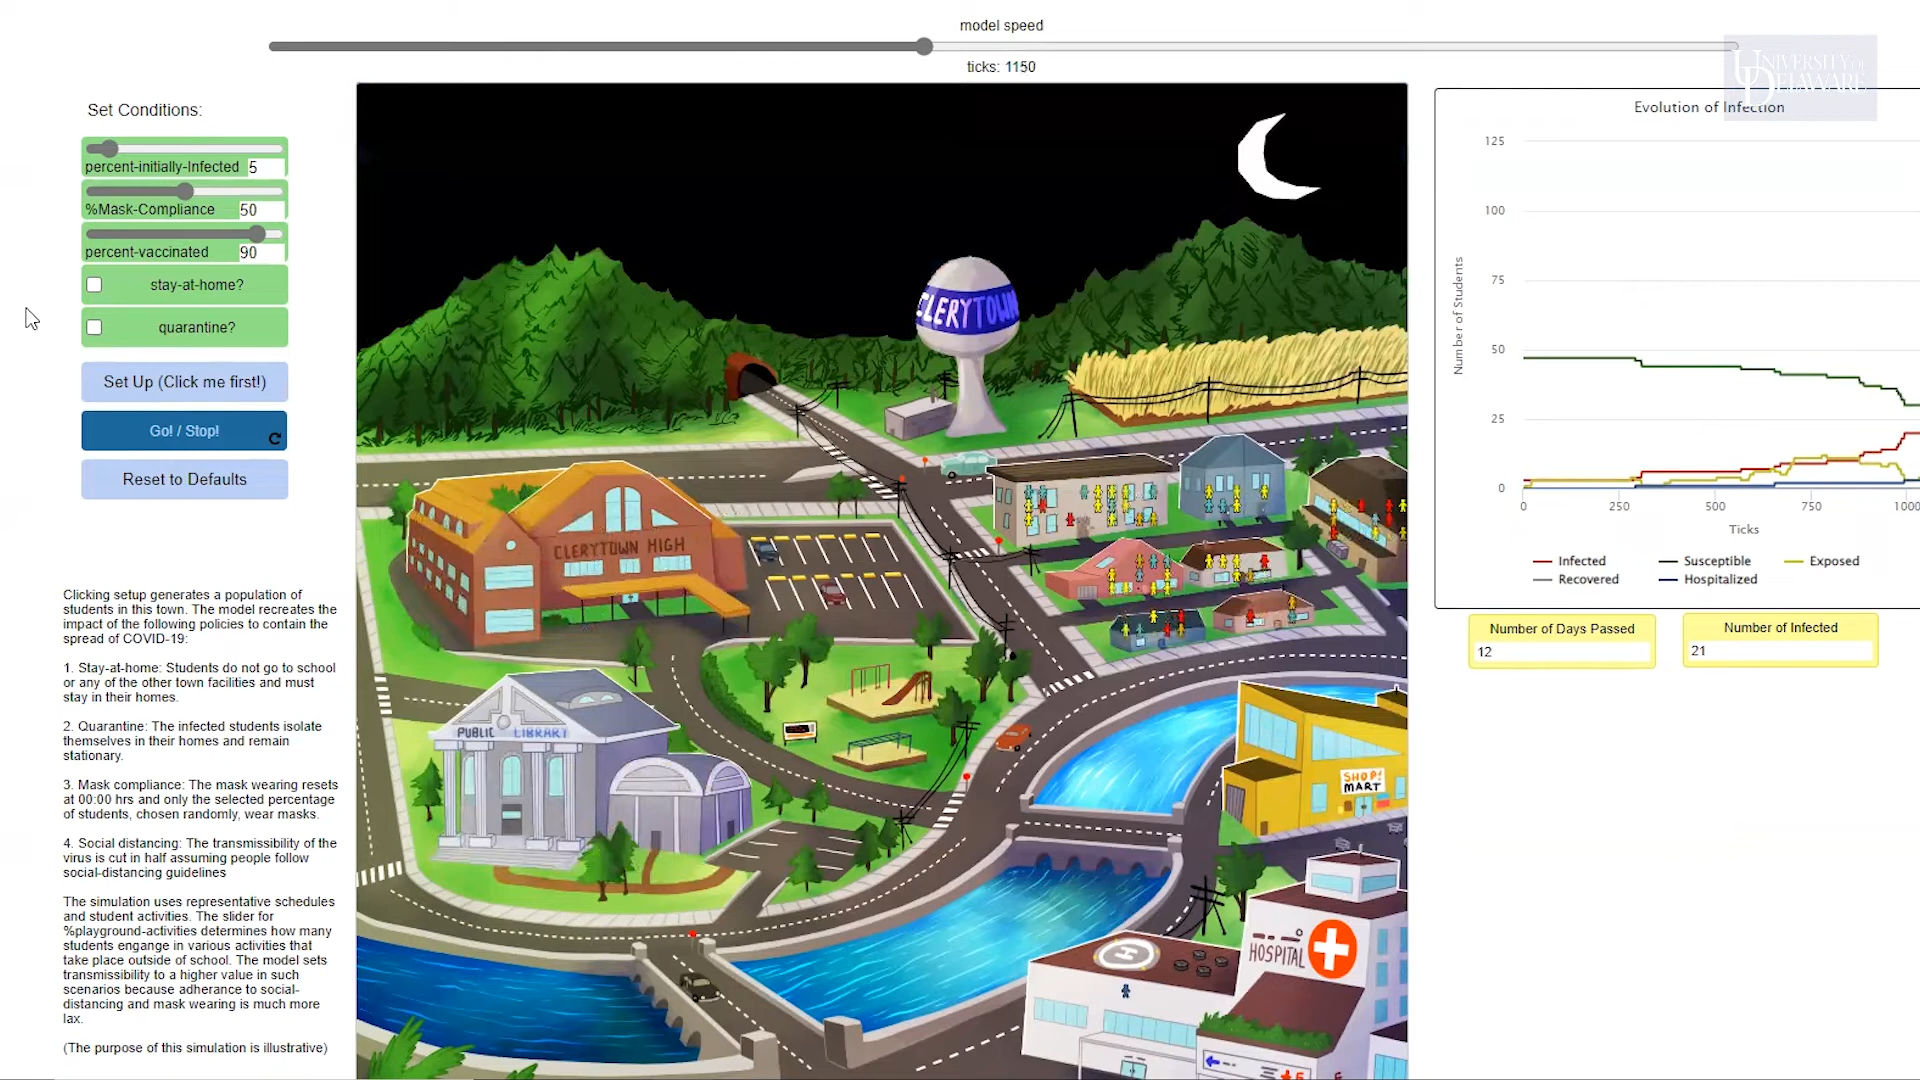 model speed
ticks: 1150
UNIVERSITY OF
DELAWARE
Set Conditions:
percent-initially-Infected 5
%Mask-Compliance 50
percent-vaccinated 90
stay-at-home?
quarantine?
Set Up (Click me first!)
Go! / Stop!
Reset to Defaults
Clicking setup generates a population of
students in this town. The model recreates the
impact of the following policies to contain the
spread of COVID-19:
1. Stay-at-home: Students do not go to school
or any of the other town facilities and must
stay in their homes.
2. Quarantine: The infected students isolate
themselves in their homes and remain
stationary.
3. Mask compliance: The mask wearing resets
at 00:00 hrs and only the selected percentage
of students, chosen randomly, wear masks.
4. Social distancing: The transmissibility of the
virus is cut in half assuming people follow
social-distancing guidelines
The simulation uses representative schedules
and student activities. The slider for
%playground-activities determines how many
students engange in various activities that
take place outside of school. The model sets
transmissibility to a higher value in such
scenarios because adherence to social-
distancing and mask wearing is much more
lax.
(The purpose of this simulation is illustrative)
CLERYTOWN
CLERYTOWN HIGH
PUBLIC LIBRARY
SHOP!
MART
H
HOSPITAL
Evolution of Infection
125
100
75
50
25
0
Number of Students
0 250 500 750 1000
Ticks
Infected Susceptible Exposed
Recovered Hospitalized
Number of Days Passed
12
Number of Infected
21